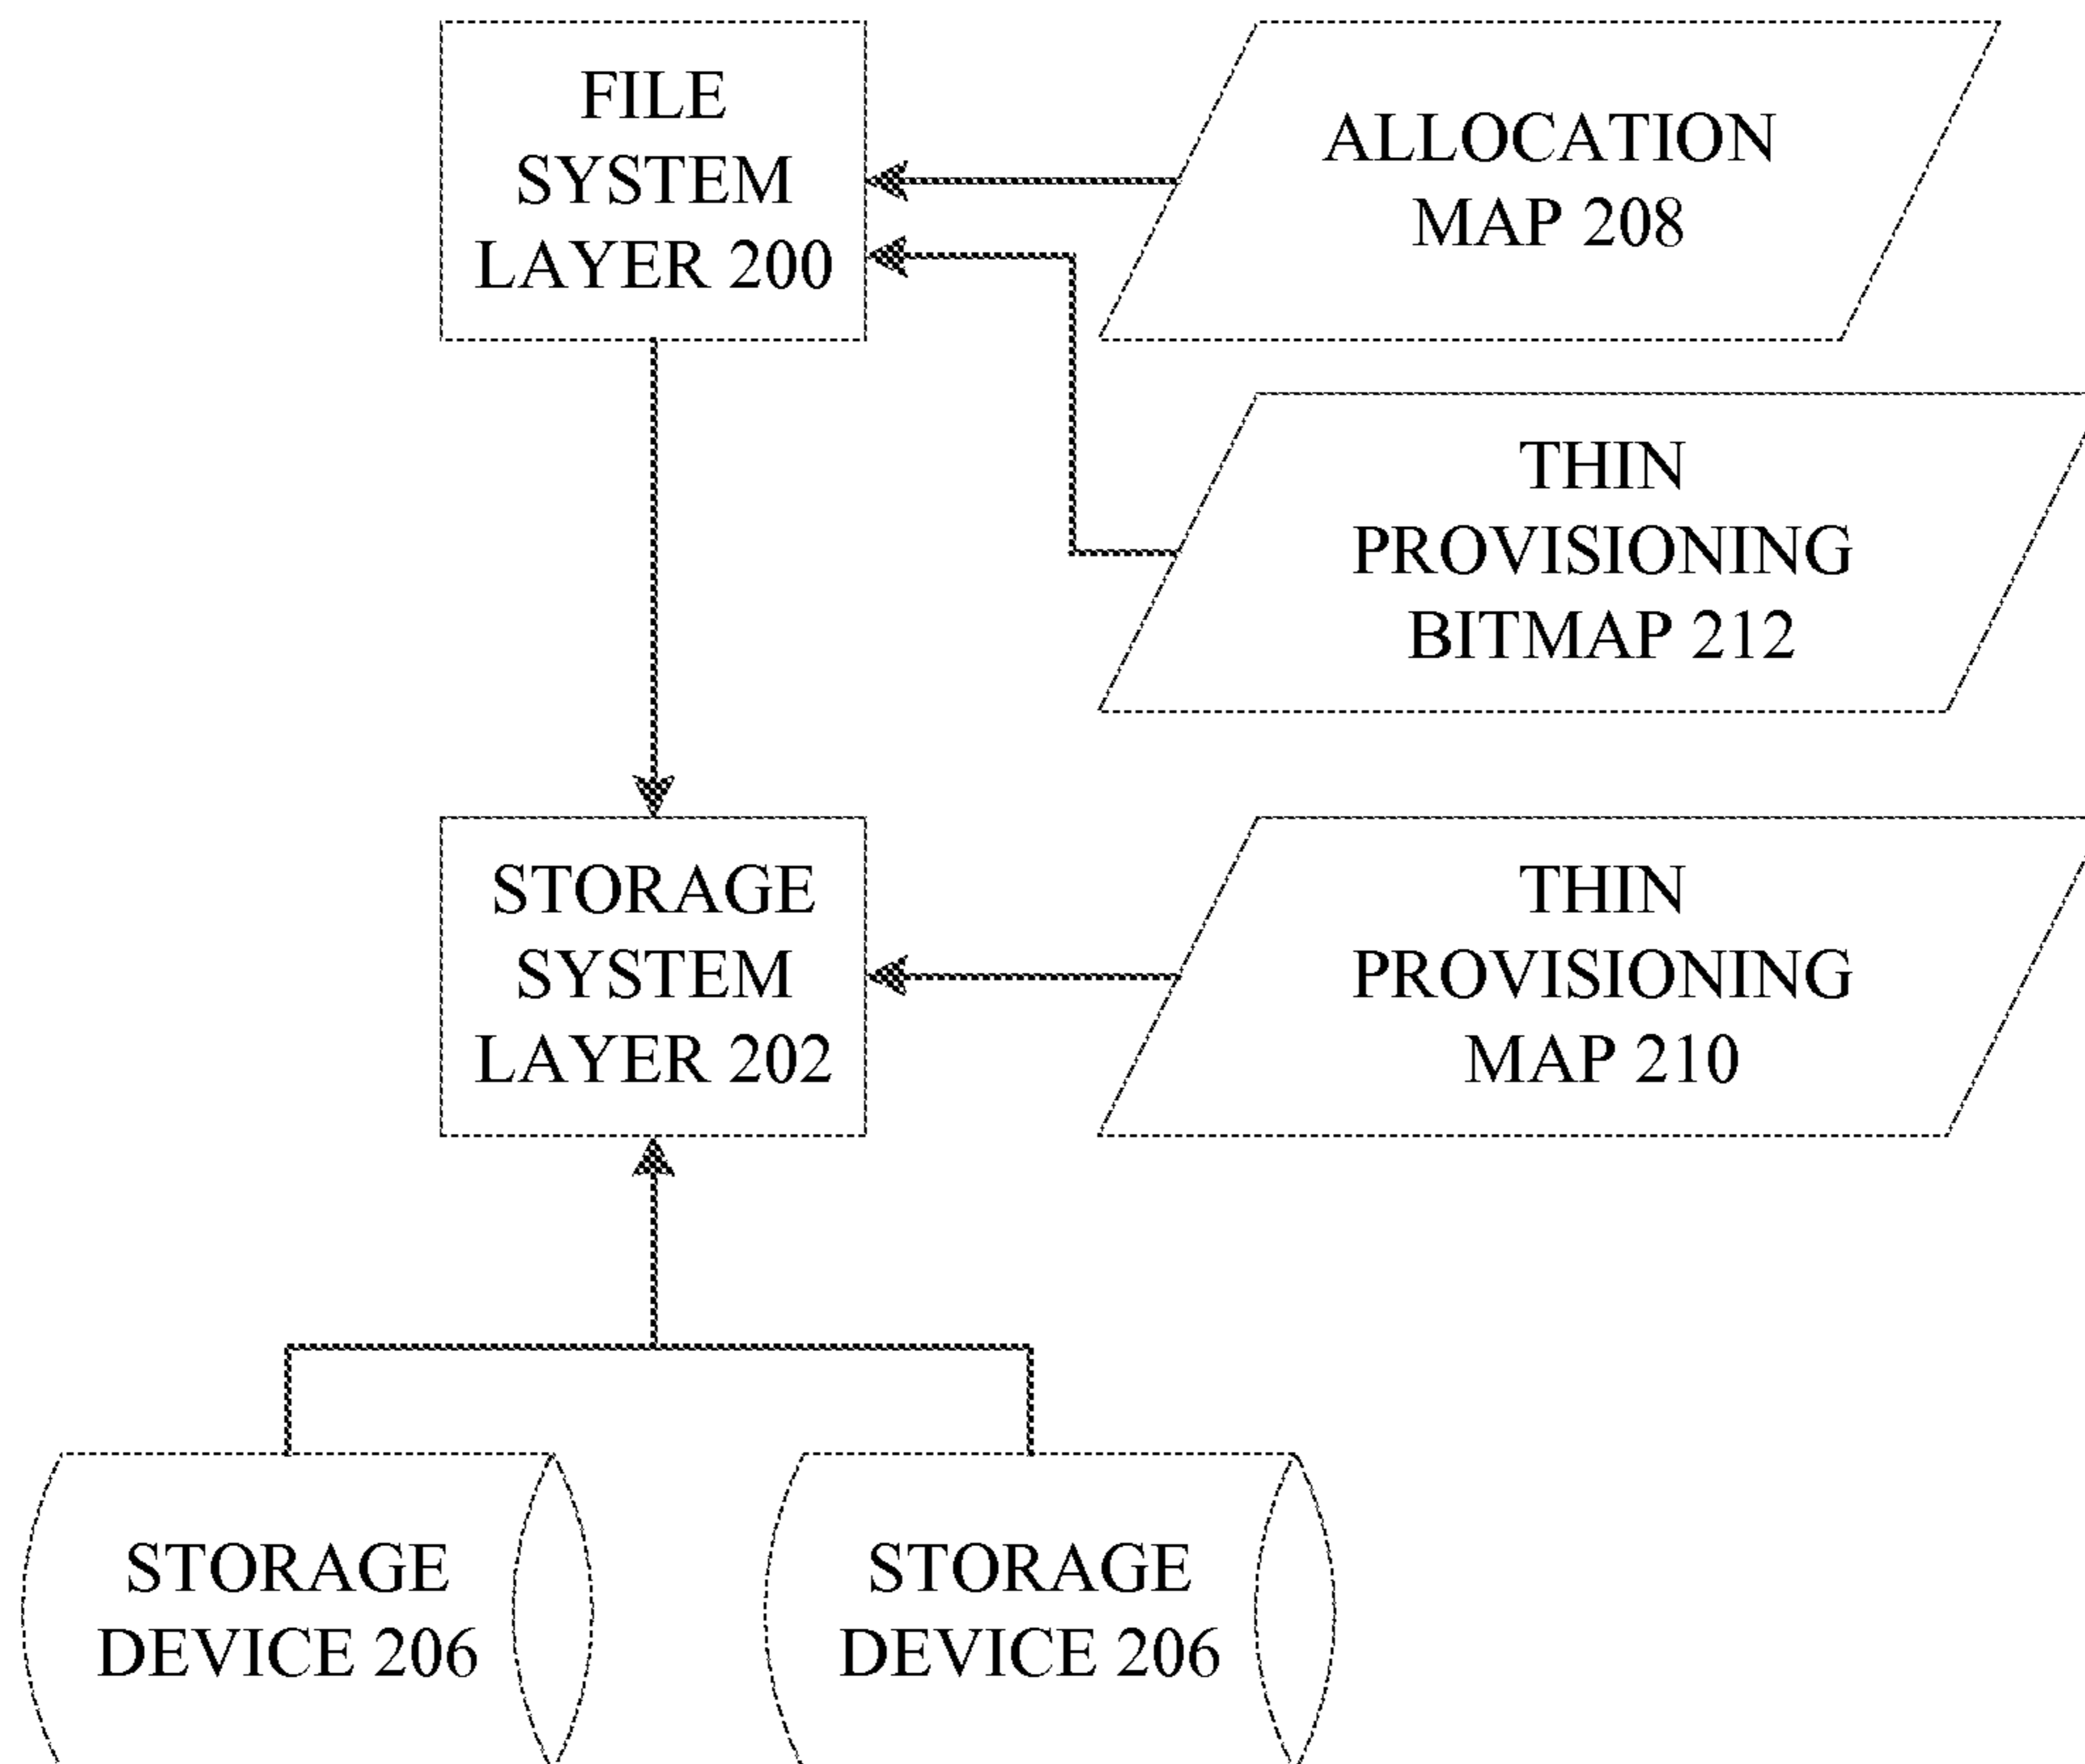 FILE
SYSTEM
LAYER 200
ALLOCATION
MAP 208
THIN
PROVISIONING
BITMAP 212
STORAGE
SYSTEM
LAYER 202
THIN
PROVISIONING
MAP 210
STORAGE
DEVICE 206
STORAGE
DEVICE 206